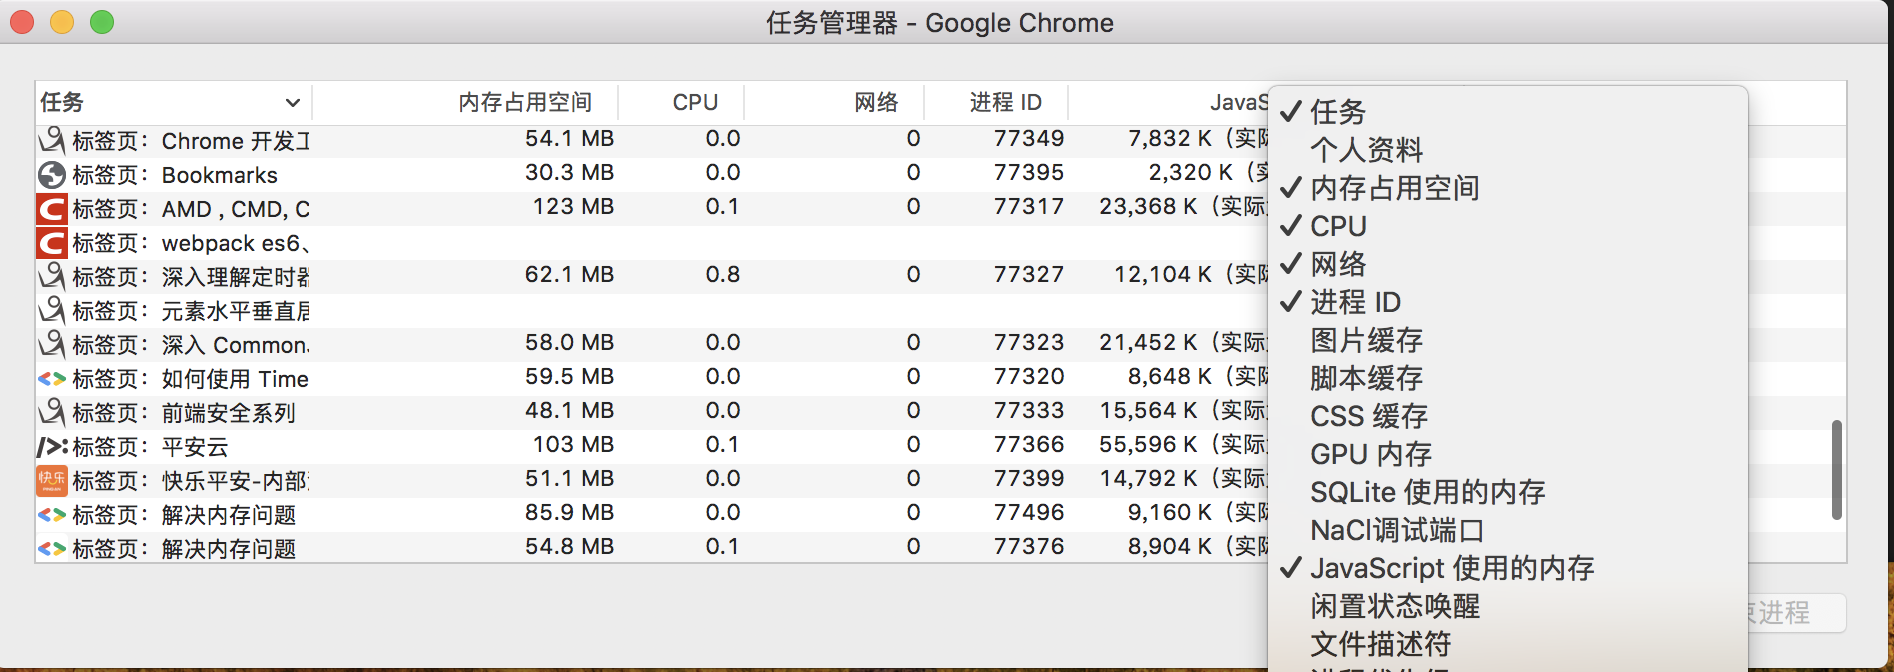 任务管理器 - Google Chrome
任务 内存占用空间 CPU 网络 进程 ID JavaS
标签页: Chrome 开发工 54.1 MB 0.0 0 77349 7,832 K (实际
标签页: Bookmarks 30.3 MB 0.0 0 77395 2,320 K (实
标签页: AMD , CMD, C 123 MB 0.1 0 77317 23,368 K (实际
标签页: webpack es6、
标签页: 深入理解定时器 62.1 MB 0.8 0 77327 12,104 K (实际
标签页: 元素水平垂直居
标签页: 深入 Common. 58.0 MB 0.0 0 77323 21,452 K (实际
标签页: 如何使用 Time 59.5 MB 0.0 0 77320 8,648 K (实际
标签页: 前端安全系列 48.1 MB 0.0 0 77333 15,564 K (实际
标签页: 平安云 103 MB 0.1 0 77366 55,596 K (实际
快乐
标签页: 快乐平安-内部 51.1 MB 0.0 0 77399 14,792 K (实际
标签页: 解决内存问题 85.9 MB 0.0 0 77496 9,160 K (实际
标签页: 解决内存问题 54.8 MB 0.1 0 77376 8,904 K (实际
任务
个人资料
内存占用空间
CPU
网络
进程 ID
图片缓存
脚本缓存
CSS 缓存
GPU 内存
SQLite 使用的内存
NaCl调试端口
JavaScript 使用的内存
闲置状态唤醒
文件描述符
束进程